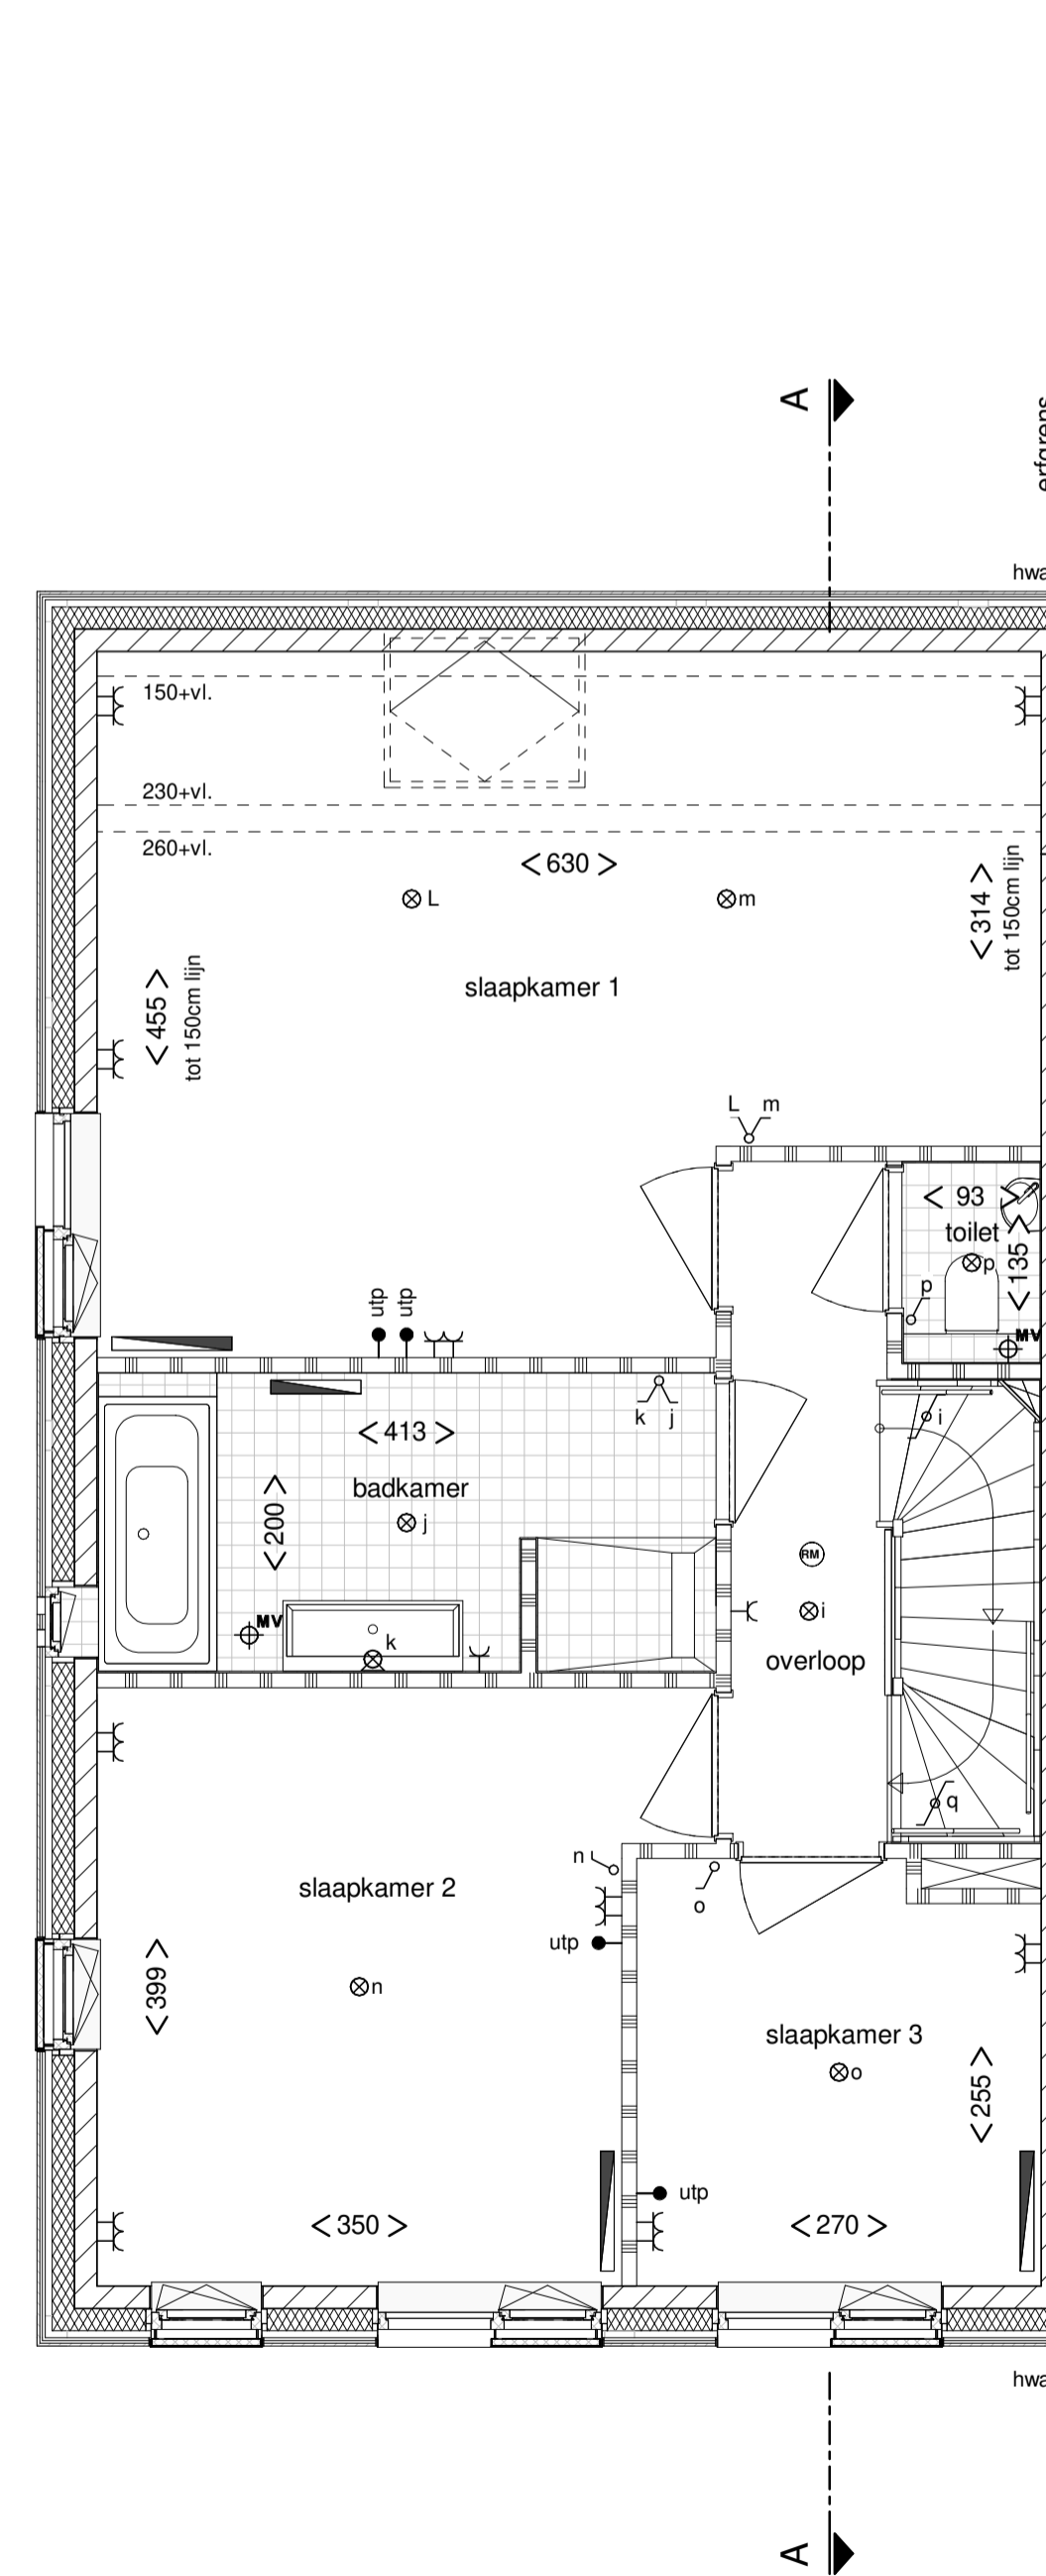 A
erfgrens
hwa
150+vl.
230+vl.
260+vl.
< 630 >
L
m
< 314 >
tot 150cm lijn
slaapkamer 1
< 455 >
tot 150cm lijn
L m
< 93 >
toilet
p
< 135 >
p
MV
utp
utp
k j
i
< 413 >
badkamer
j
< 200 >
RM
MV
k
i
overloop
q
n
slaapkamer 2
o
utp
< 399 >
n
slaapkamer 3
o
< 255 >
utp
< 350 >
< 270 >
hwa
A